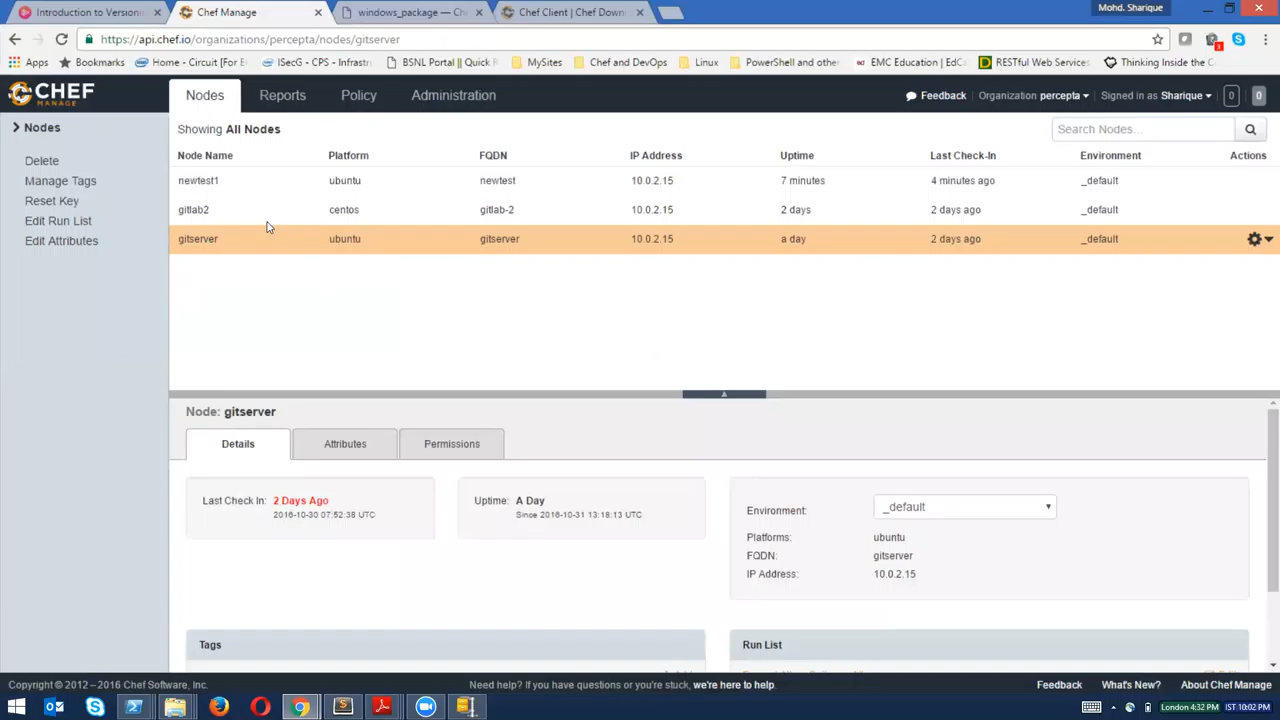 Introduction to Versioni
Chef Manage
windows_package — Ch
Chef Client | Chef Down
Mohd. Sharique
https://api.chef.io/organizations/percepta/nodes/gitserver
Apps
Bookmarks
Home - Circuit [For E
ISecG - CPS - Infrastr
BSNL Portal || Quick R
MySites
Chef and DevOps
Linux
PowerShell and other
EMC Education | EdCa
RESTful Web Services
Thinking Inside the C
CHEF
MANAGE
Nodes
Reports
Policy
Administration
Feedback
Organization percepta
Signed in as Sharique
0
0
Nodes
Delete
Manage Tags
Reset Key
Edit Run List
Edit Attributes
Showing All Nodes
Search Nodes...
Node Name Platform FQDN IP Address Uptime Last Check-In Environment Actions
newtest1 ubuntu newtest 10.0.2.15 7 minutes 4 minutes ago _default
gitlab2 centos gitlab-2 10.0.2.15 2 days 2 days ago _default
gitserver ubuntu gitserver 10.0.2.15 a day 2 days ago _default
Node: gitserver
Details
Attributes
Permissions
Last Check In: 2 Days Ago
2016-10-30 07:52:38 UTC
Uptime: A Day
Since 2016-10-31 13:18:13 UTC
Environment: _default
Platforms: ubuntu
FQDN: gitserver
IP Address: 10.0.2.15
Tags
Run List
Copyright © 2012–2016 Chef Software, Inc.
Need help? If you have questions or you're stuck, we're here to help.
Feedback
What's New?
About Chef Manage
London 4:32 PM
IST 10:02 PM